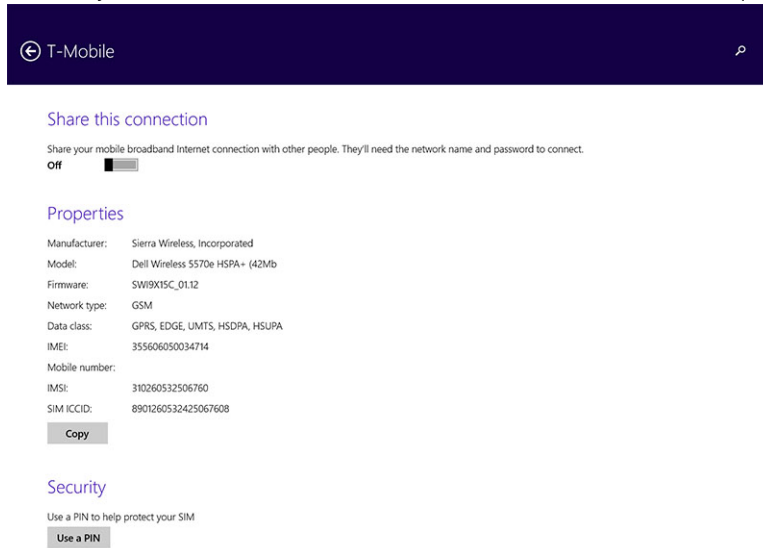 T-Mobile
Share this connection
Share your mobile broadband Internet connection with other people. They'll need the network name and password to connect.
Off
Properties
Manufacturer: Sierra Wireless, Incorporated
Model: Dell Wireless 5570e HSPA+ (42Mb
Firmware: SWI9X15C_01.12
Network type: GSM
Data class: GPRS, EDGE, UMTS, HSDPA, HSUPA
IMEI: 355606050034714
Mobile number:
IMSI: 310260532506760
SIM ICCID: 8901260532425067608
Copy
Security
Use a PIN to help protect your SIM
Use a PIN